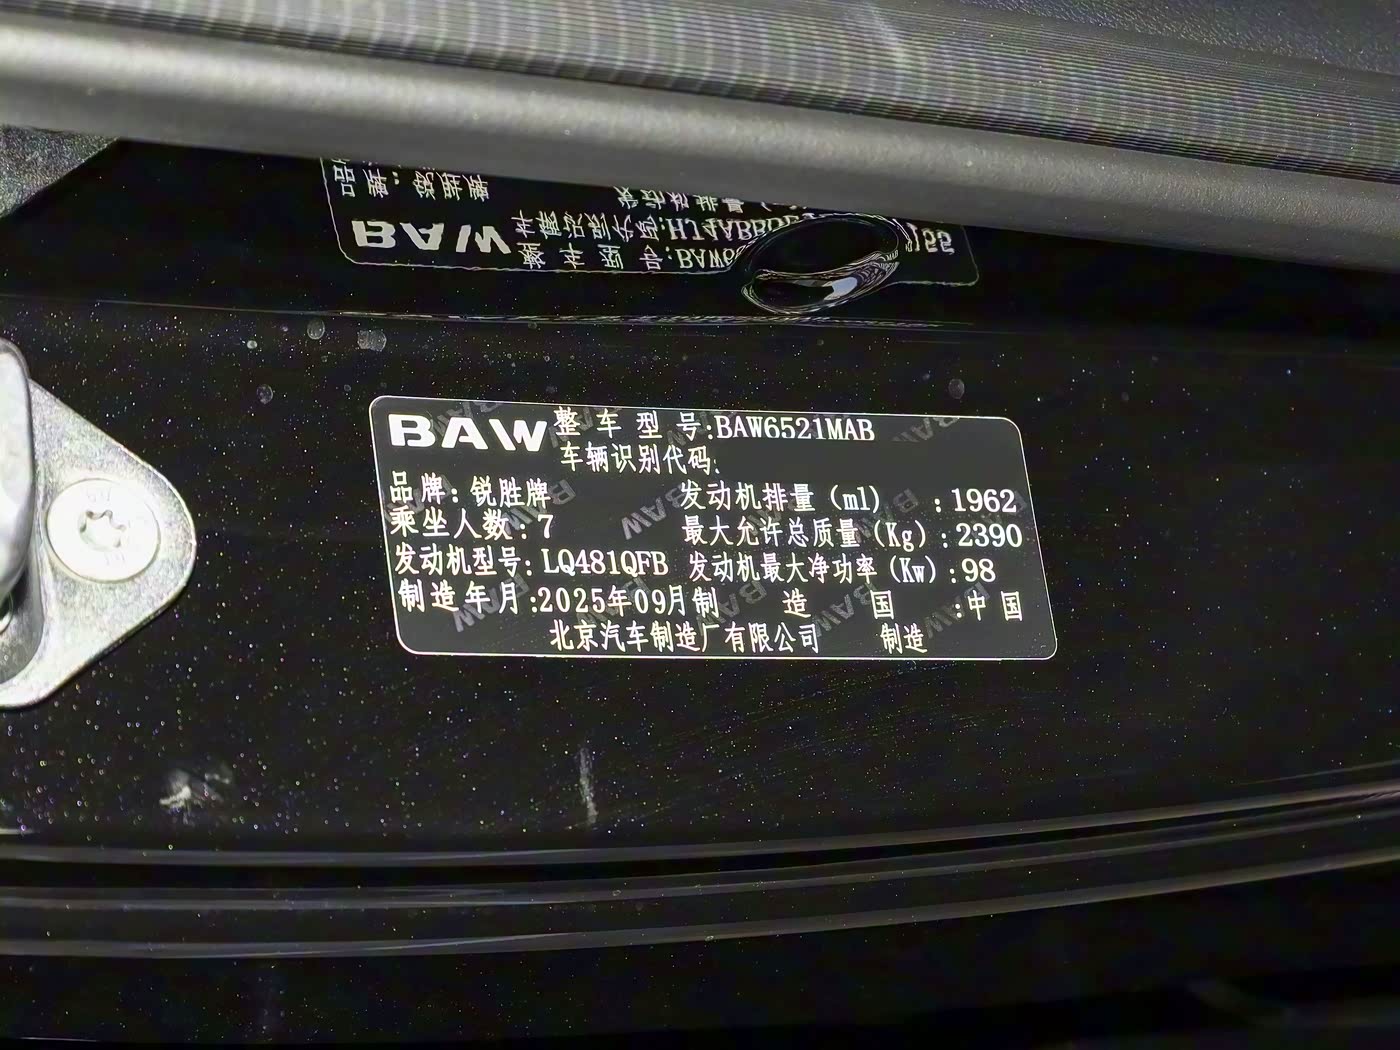 BAW 整车型号:BAW6521MAB
车辆识别代码:
品牌:锐胜牌 发动机排量(ml) :1962
乘坐人数:7 最大允许总质量(Kg):2390
发动机型号:LQ481QFB 发动机最大净功率(Kw):98
制造年月:2025年09月 制造国:中国
北京汽车制造厂有限公司 制造